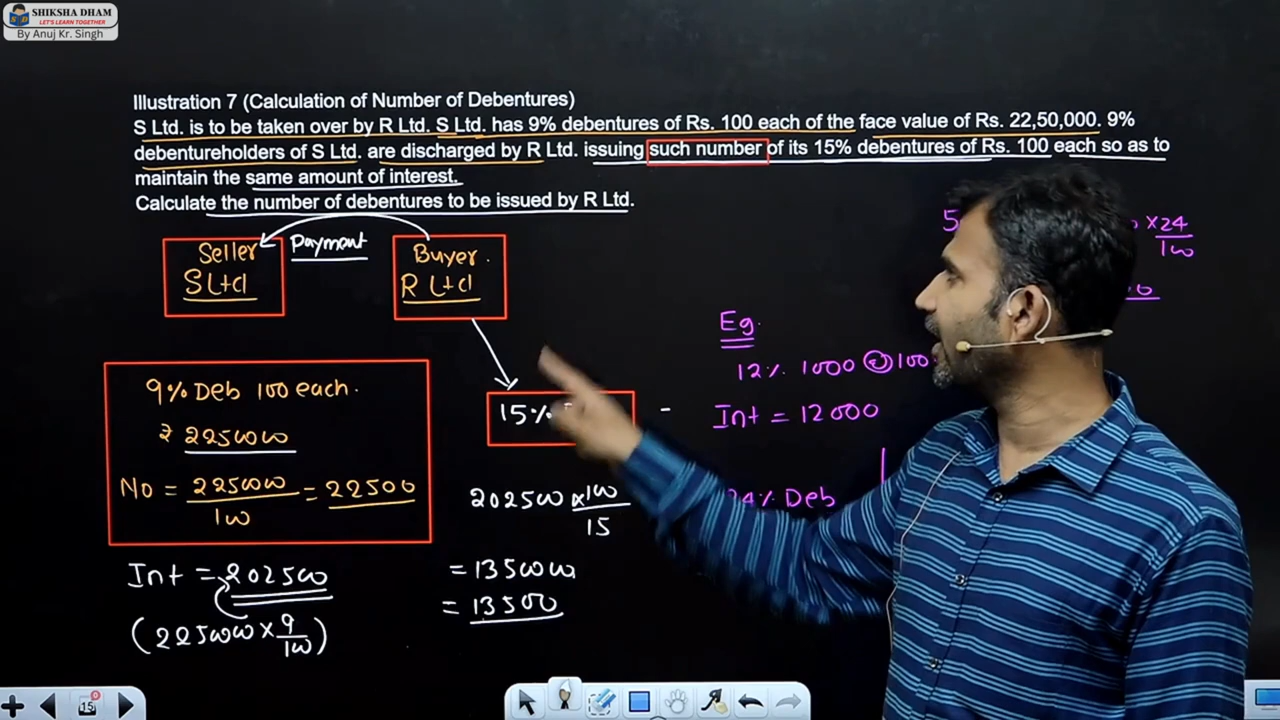 SHIKSHA DHAM
LET'S LEARN TOGETHER
By Anuj Kr. Singh
Illustration 7 (Calculation of Number of Debentures)
S Ltd. is to be taken over by R Ltd. S Ltd. has 9% debentures of Rs. 100 each of the face value of Rs. 22,50,000. 9%
debentureholders of S Ltd. are discharged by R Ltd. issuing such number of its 15% debentures of Rs. 100 each so as to
maintain the same amount of interest.
Calculate the number of debentures to be issued by R Ltd.
Seller
S Ltd
Payment
Buyer.
R Ltd
9% Deb 100 each.
₹ 2250000
No = 2250000/100 = 22500
Int = 202500
(2250000 × 9/100)
15%
202500 × 100/15
= 1350000
= 13500
Eg.
12% 1000 @ 100
Int = 12000
24% Deb
× 24/100
15